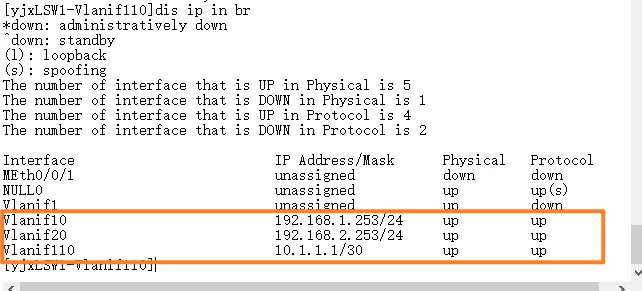 [yjxLSW1-Vlanif110]dis ip in br
*down: administratively down
^down: standby
(l): loopback
(s): spoofing
The number of interface that is UP in Physical is 5
The number of interface that is DOWN in Physical is 1
The number of interface that is UP in Protocol is 4
The number of interface that is DOWN in Protocol is 2
Interface IP Address/Mask Physical Protocol
MEth0/0/1 unassigned down down
NULL0 unassigned up up(s)
Vlanif1 unassigned up down
Vlanif10 192.168.1.253/24 up up
Vlanif20 192.168.2.253/24 up up
Vlanif110 10.1.1.1/30 up up
[yjxLSW1-Vlanif110]